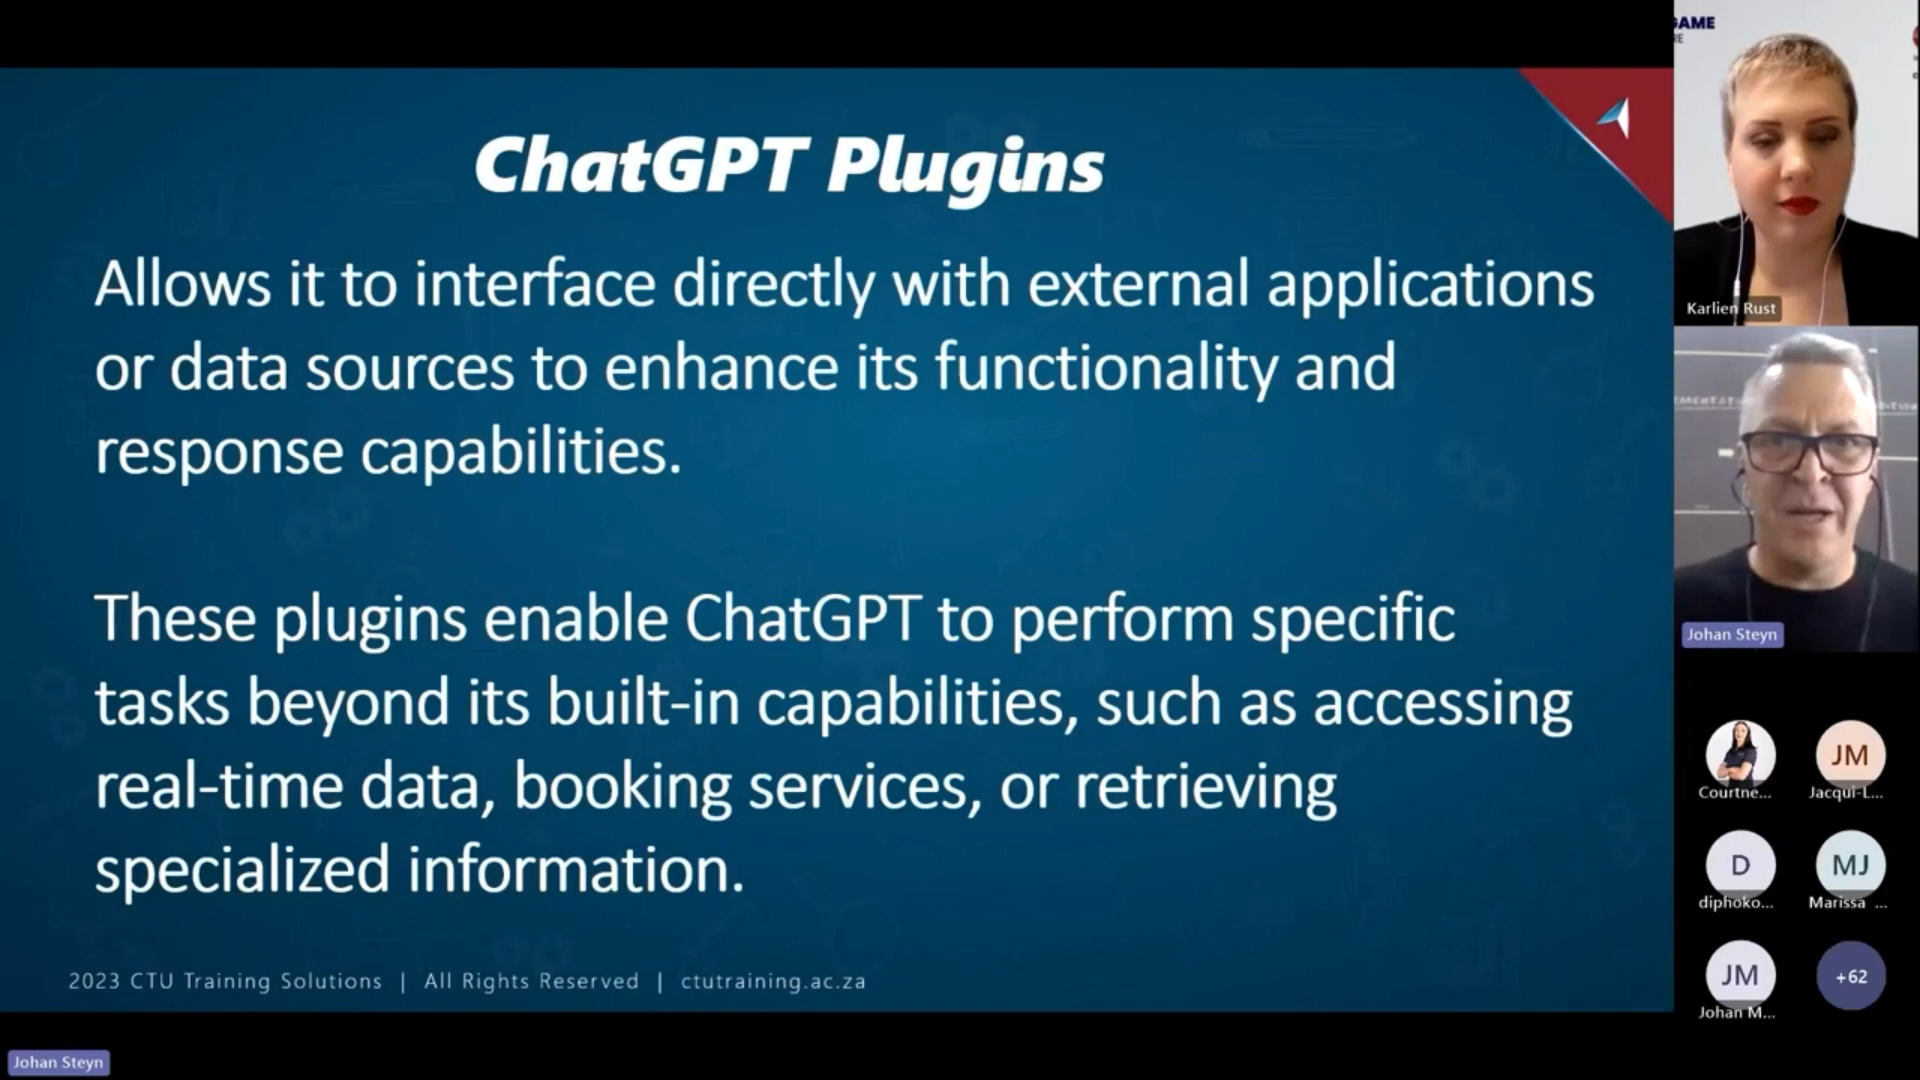 ChatGPT Plugins
Allows it to interface directly with external applications
or data sources to enhance its functionality and
response capabilities.
These plugins enable ChatGPT to perform specific
tasks beyond its built-in capabilities, such as accessing
real-time data, booking services, or retrieving
specialized information.
2023 CTU Training Solutions | All Rights Reserved | ctutraining.ac.za
Johan Steyn
GAME
RE
Karlien Rust
Johan Steyn
Courtne...
JM
Jacqui-L...
D
diphoko...
MJ
Marissa ...
JM
Johan M...
+62